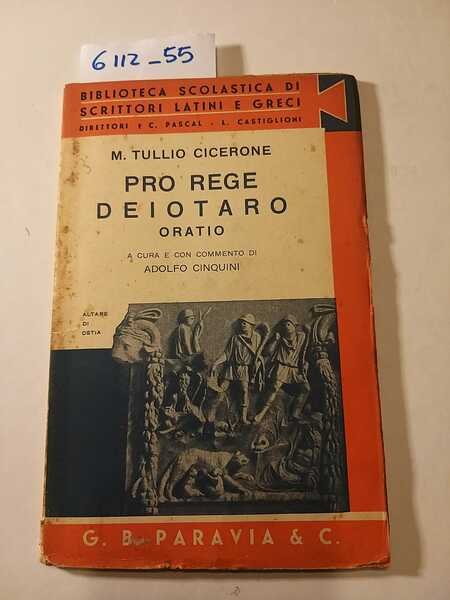 6112_55
BIBLIOTECA SCOLASTICA DI
SCRITTORI LATINI E GRECI
DIRETTORI: C. PASCAL - L. CASTIGLIONI
M. TULLIO CICERONE
PRO REGE
DEIOTARO
ORATIO
A CURA E CON COMMENTO DI
ADOLFO CINQUINI
ALTARE
DI
OSTIA
G. B. PARAVIA & C.